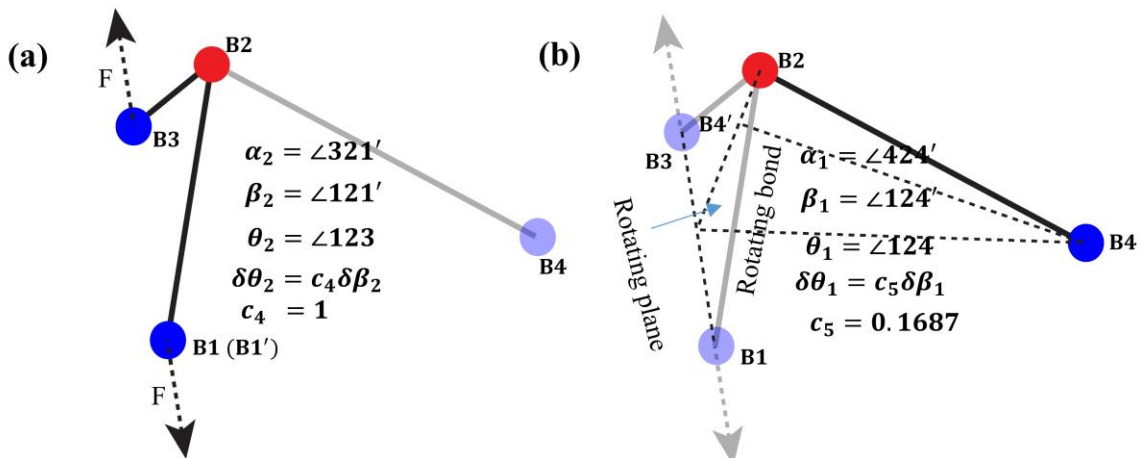 (a)
F
B2
B3
α₂ = ∠321′
β₂ = ∠121′
θ₂ = ∠123
δθ₂ = c₄δβ₂
c₄ = 1
B4
B1 (B1′)
F
(b)
B2
B4′
B3
α₁ = ∠424′
β₁ = ∠124′
θ₁ = ∠124
δθ₁ = c₅δβ₁
c₅ = 0.1687
Rotating bond
Rotating plane
B4
B1